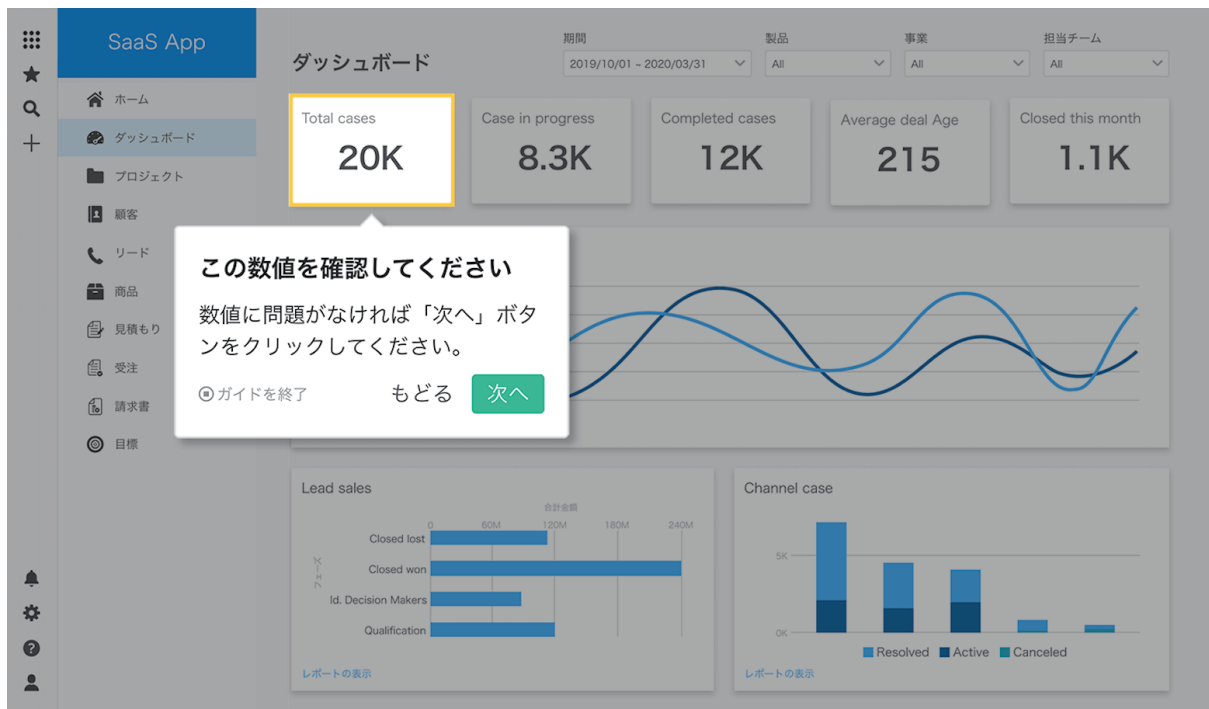 SaaS App
ホーム
ダッシュボード
プロジェクト
顧客
リード
商品
見積もり
受注
請求書
目標
ダッシュボード
期間
2019/10/01 – 2020/03/31
製品
All
事業
All
担当チーム
All
Total cases
20K
Case in progress
8.3K
Completed cases
12K
Average deal Age
215
Closed this month
1.1K
この数値を確認してください
数値に問題がなければ「次へ」ボタ
ンをクリックしてください。
ガイドを終了
もどる
次へ
Lead sales
合計金額
0 60M 120M 180M 240M
フェーズ
Closed lost
Closed won
Id. Decision Makers
Qualification
レポートの表示
Channel case
5K
0K
Resolved Active Canceled
レポートの表示